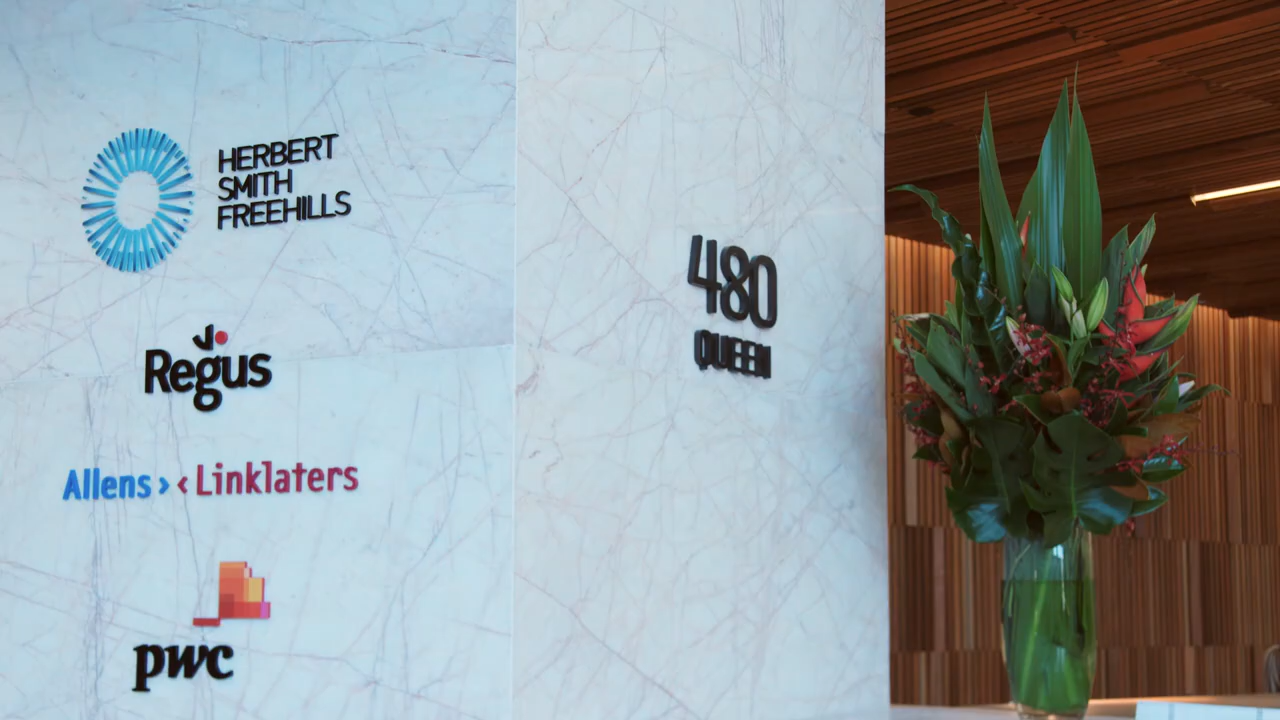 HERBERT
SMITH
FREEHILLS
Regus
Allens > < Linklaters
pwc
480
QUEEN